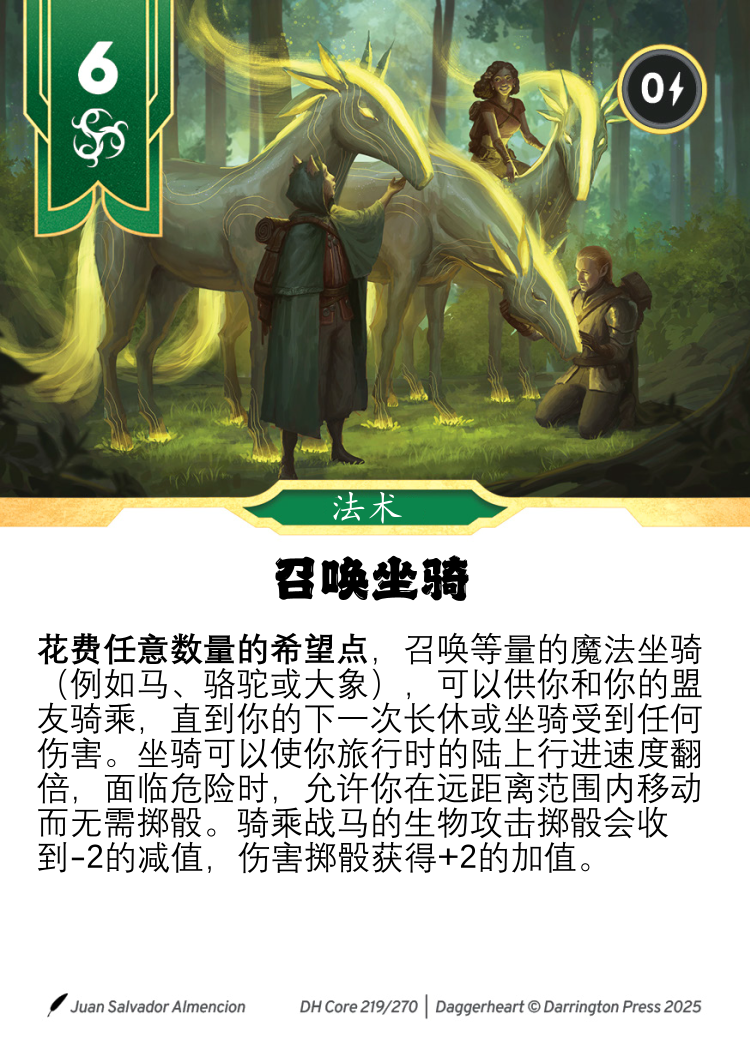 6
0
法术
召唤坐骑
花费任意数量的希望点，召唤等量的魔法坐骑
（例如马、骆驼或大象），可以供你和你的盟
友骑乘，直到你的下一次长休或坐骑受到任何
伤害。坐骑可以使你旅行时的陆上行进速度翻
倍，面临危险时，允许你在远距离范围内移动
而无需掷骰。骑乘战马的生物攻击掷骰会收
到-2的减值，伤害掷骰获得+2的加值。
Juan Salvador Almencion
DH Core 219/270 | Daggerheart © Darrington Press 2025